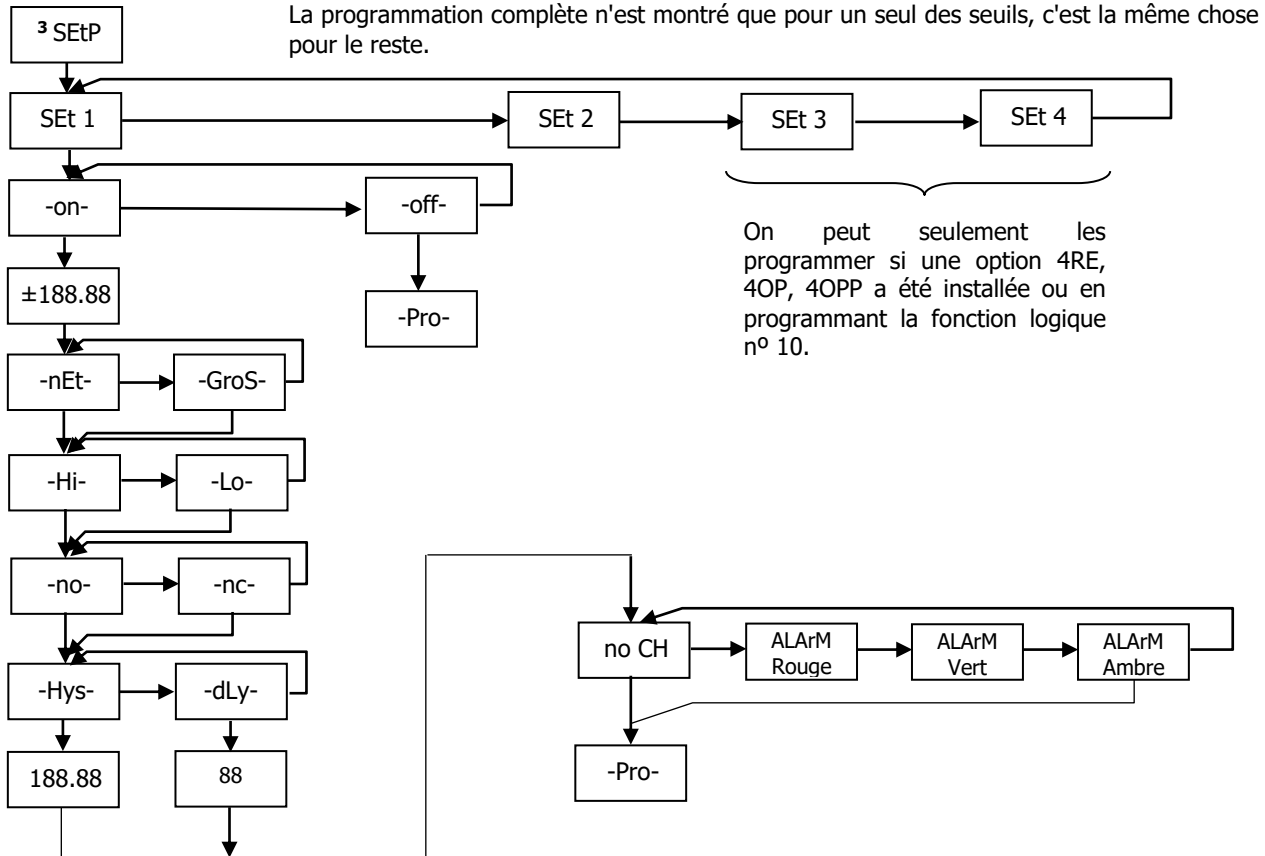 ³ SEtP
La programmation complète n'est montré que pour un seul des seuils, c'est la même chose
pour le reste.
SEt 1
SEt 2
SEt 3
SEt 4
-on-
-off-
On peut seulement les
programmer si une option 4RE,
4OP, 4OPP a été installée ou en
programmant la fonction logique
nº 10.
±188.88
-Pro-
-nEt-
-GroS-
-Hi-
-Lo-
-no-
-nc-
no CH
ALArM
Rouge
ALArM
Vert
ALArM
Ambre
-Hys-
-dLy-
188.88
88
-Pro-